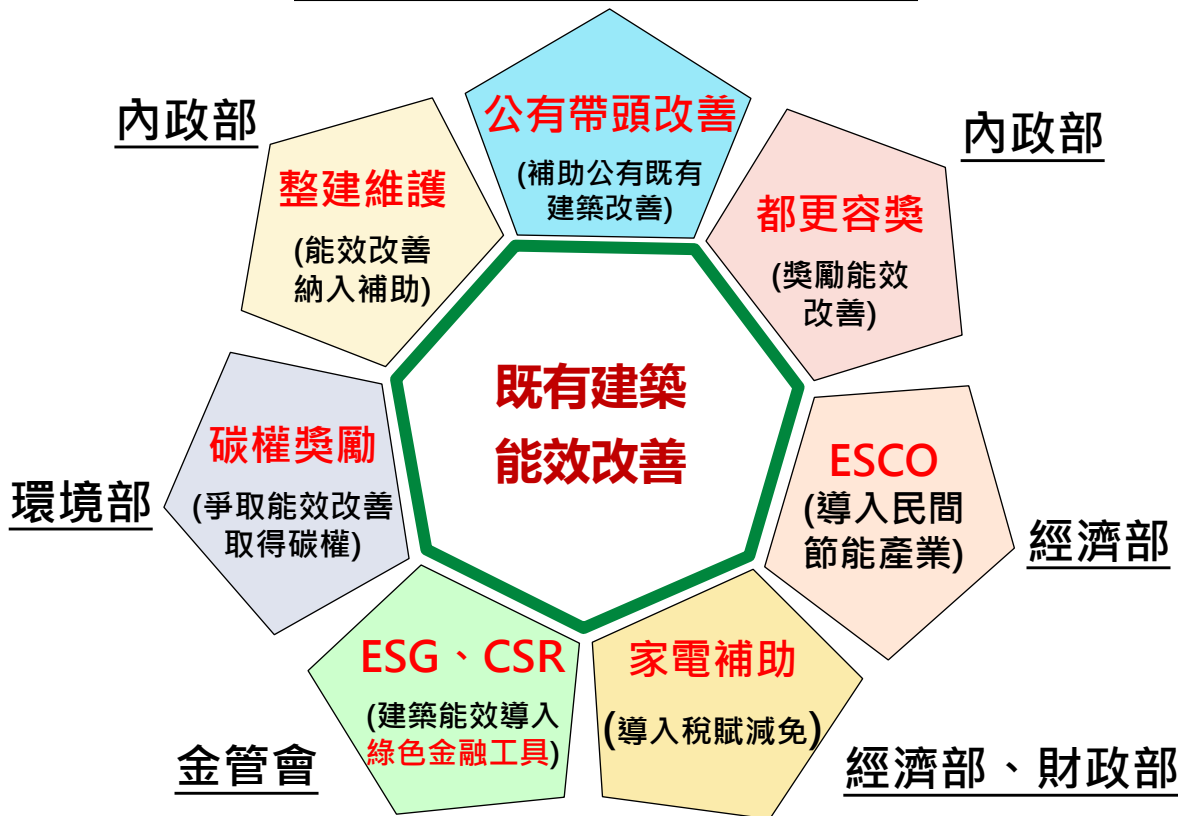 公有帶頭改善
(補助公有既有
建築改善)
內政部
都更容獎
(獎勵能效
改善)
ESCO
(導入民間
節能產業)
經濟部
家電補助
(導入稅賦減免)
經濟部、財政部
ESG、CSR
(建築能效導入
綠色金融工具)
金管會
碳權獎勵
(爭取能效改善
取得碳權)
環境部
內政部
整建維護
(能效改善
納入補助)
既有建築
能效改善